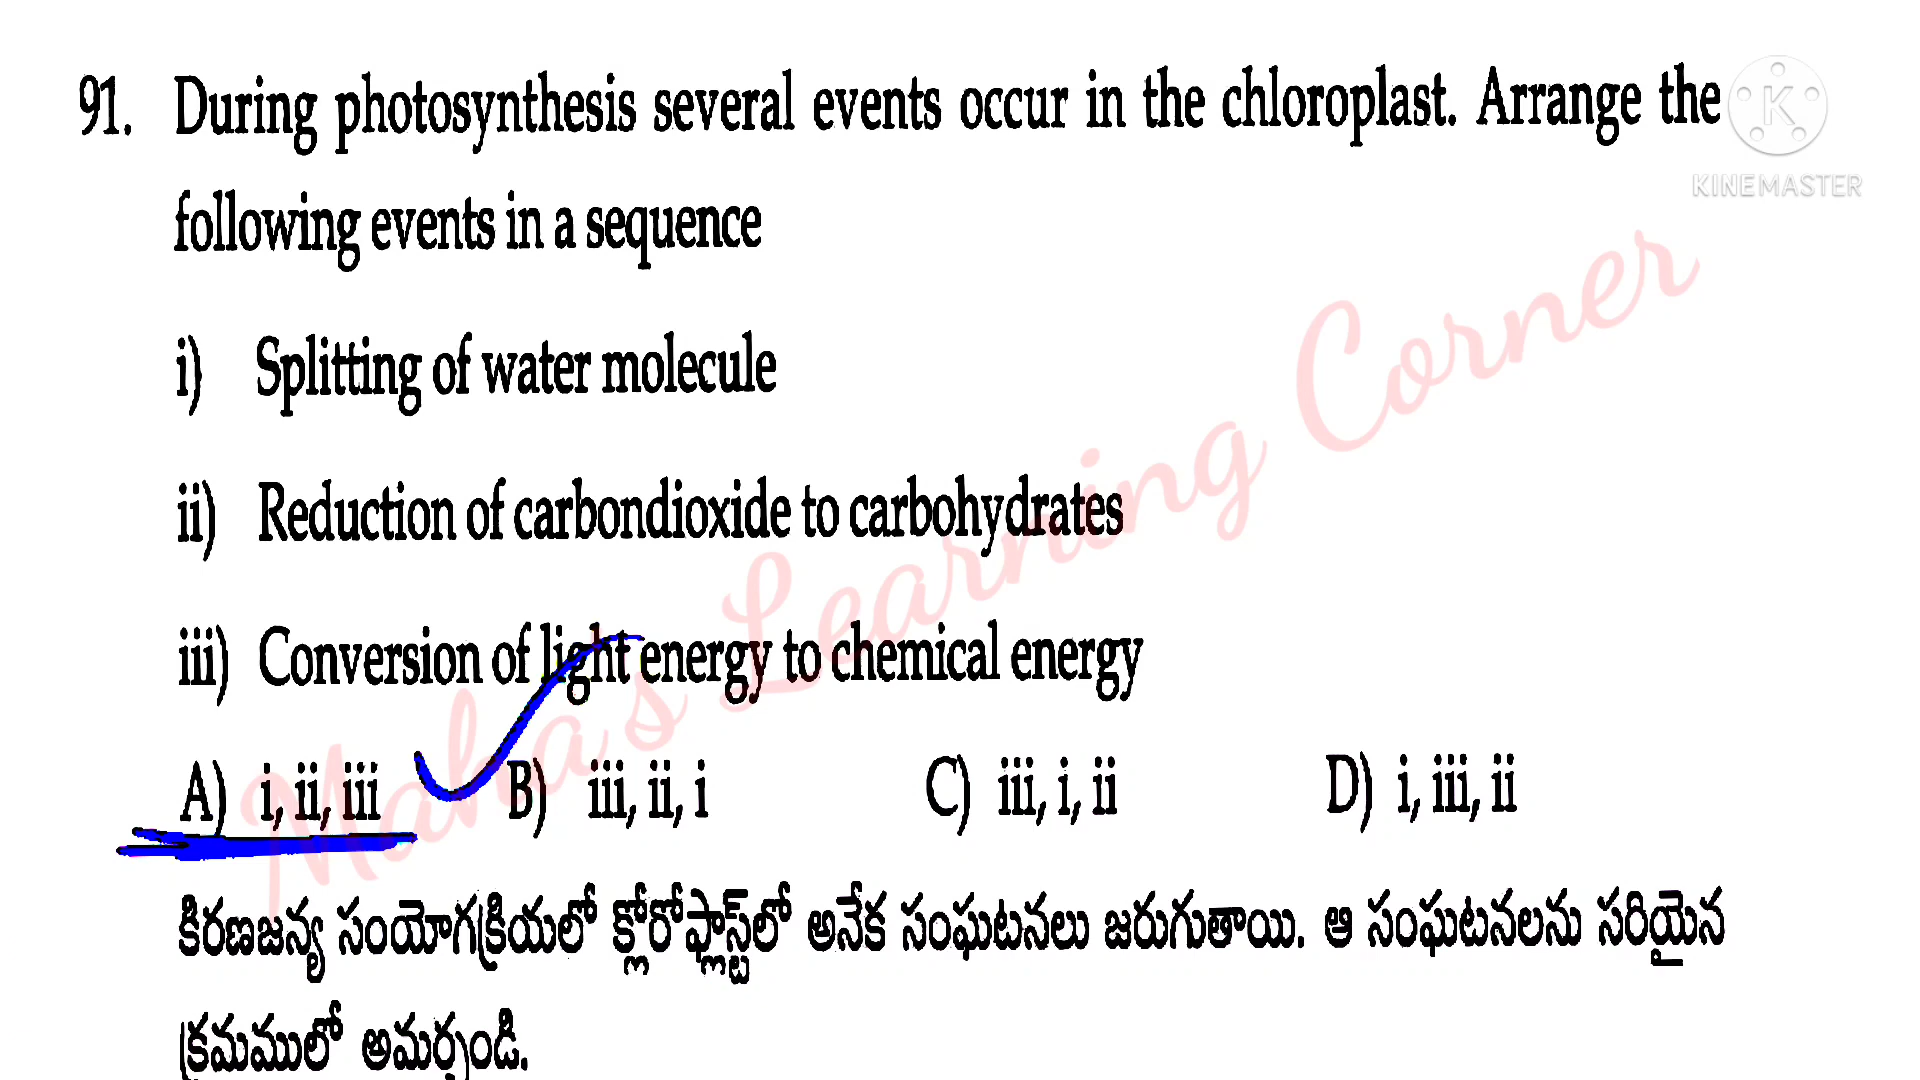 91. During photosynthesis several events occur in the chloroplast. Arrange the
K
KINEMASTER
following events in a sequence
i) Splitting of water molecule
ii) Reduction of carbondioxide to carbohydrates
iii) Conversion of light energy to chemical energy
Maha's Learning Corner
A) i, ii, iii B) iii, ii, i C) iii, i, ii D) i, iii, ii
కిరణజన్య సంయోగక్రియలో క్లోరోఫ్లాస్ట్‌లో అనేక సంఘటనలు జరుగుతాయి. ఆ సంఘటనలను సరియైన
క్రమములో అమర్చండి.